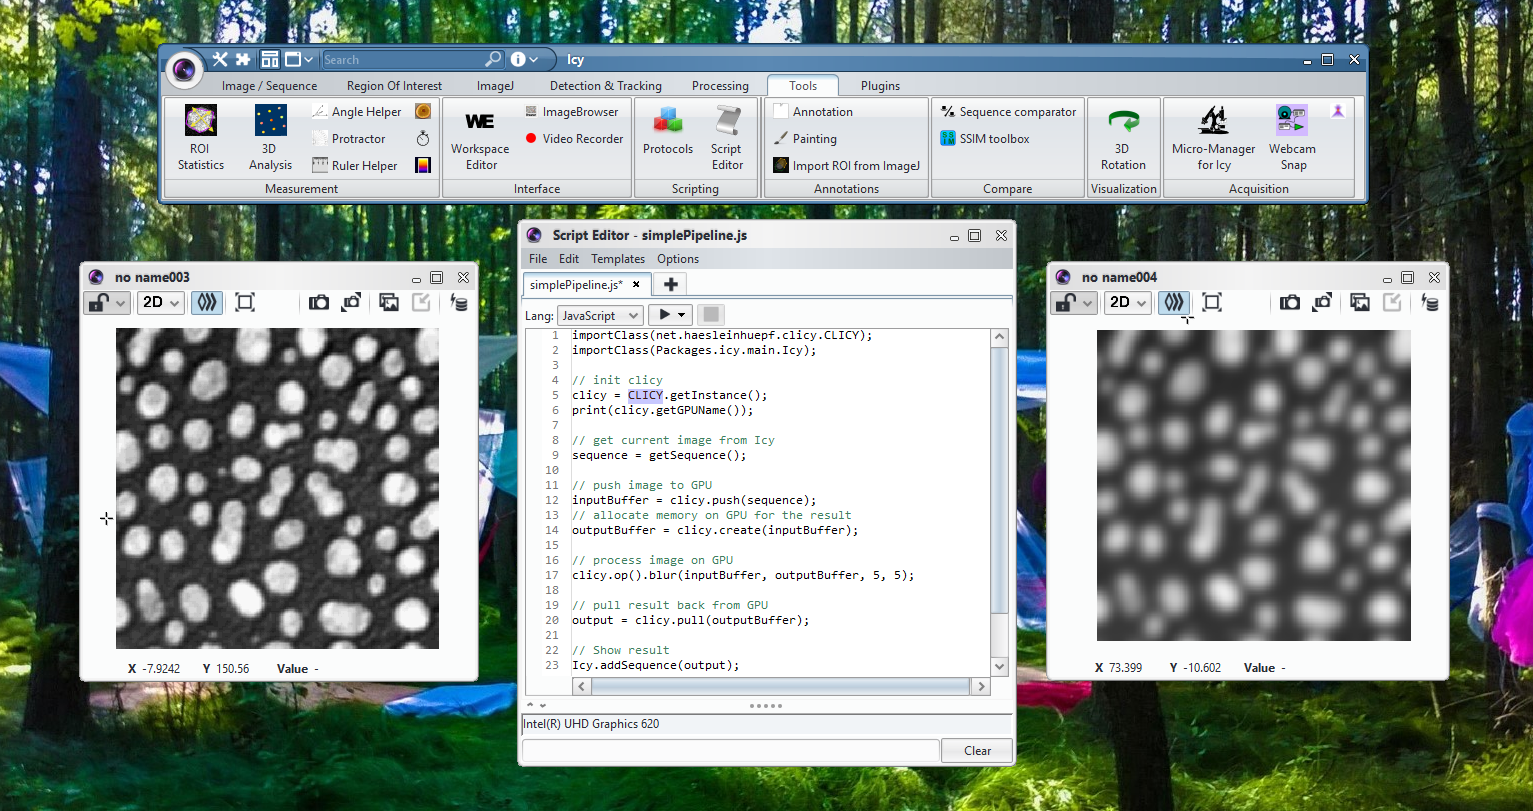 Search
Icy
Image / Sequence
Region Of Interest
ImageJ
Detection & Tracking
Processing
Tools
Plugins
ROI
Statistics
3D
Analysis
Angle Helper
Protractor
Ruler Helper
Measurement
WE
Workspace
Editor
ImageBrowser
Video Recorder
Interface
Protocols
Script
Editor
Scripting
Annotation
Painting
Import ROI from ImageJ
Annotations
Sequence comparator
SSIM toolbox
Compare
3D
Rotation
Visualization
Micro-Manager
for Icy
Webcam
Snap
Acquisition
no name003
2D
X -7.9242 Y 150.56 Value -
Script Editor - simplePipeline.js
File Edit Templates Options
simplePipeline.js*
Lang: JavaScript
1 importClass(net.haesleinhuepf.clicy.CLICY);
2 importClass(Packages.icy.main.Icy);
3
4 // init clicy
5 clicy = CLICY.getInstance();
6 print(clicy.getGPUName());
7
8 // get current image from Icy
9 sequence = getSequence();
10
11 // push image to GPU
12 inputBuffer = clicy.push(sequence);
13 // allocate memory on GPU for the result
14 outputBuffer = clicy.create(inputBuffer);
15
16 // process image on GPU
17 clicy.op().blur(inputBuffer, outputBuffer, 5, 5);
18
19 // pull result back from GPU
20 output = clicy.pull(outputBuffer);
21
22 // Show result
23 Icy.addSequence(output);
Intel(R) UHD Graphics 620
Clear
no name004
2D
X 73.399 Y -10.602 Value -